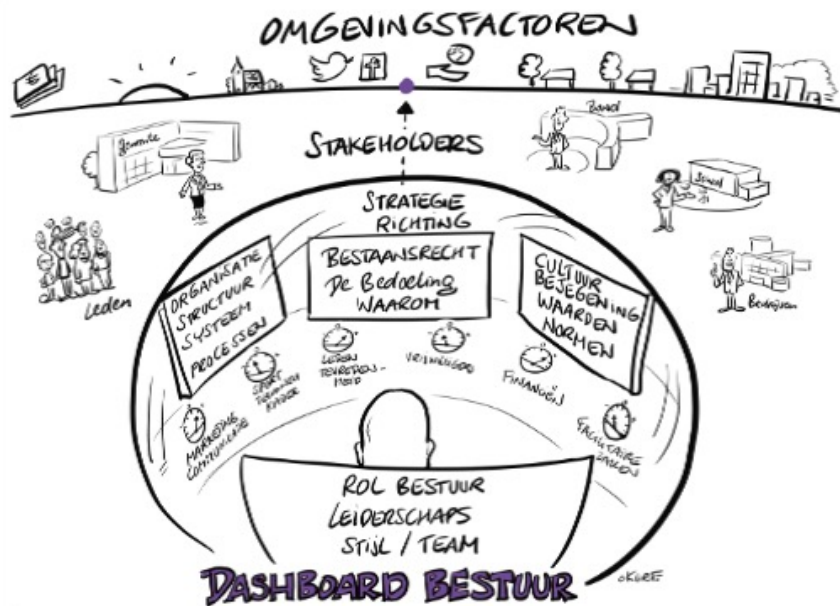 OMGEVINGSFACTOREN
STAKEHOLDERS
Gemeente
Bond
School
Leden
Bedrijven
STRATEGIE
RICHTING
ORGANISATIE
STRUCTUUR
SYSTEEM
PROCESSEN
BESTAANSRECHT
De Bedoeling
WAAROM
CULTUUR
BEJEGENING
WAARDEN
NORMEN
MARKETING
COMMUNICATIE
SPORT
TECHNISCH
KADER
LEDEN
TEVREDEN-
HEID
VRIJWILLIGERS
FINANCIËN
FACILITAIRE
ZAKEN
ROL BESTUUR
LEIDERSCHAPS
STIJL / TEAM
DASHBOARD BESTUUR